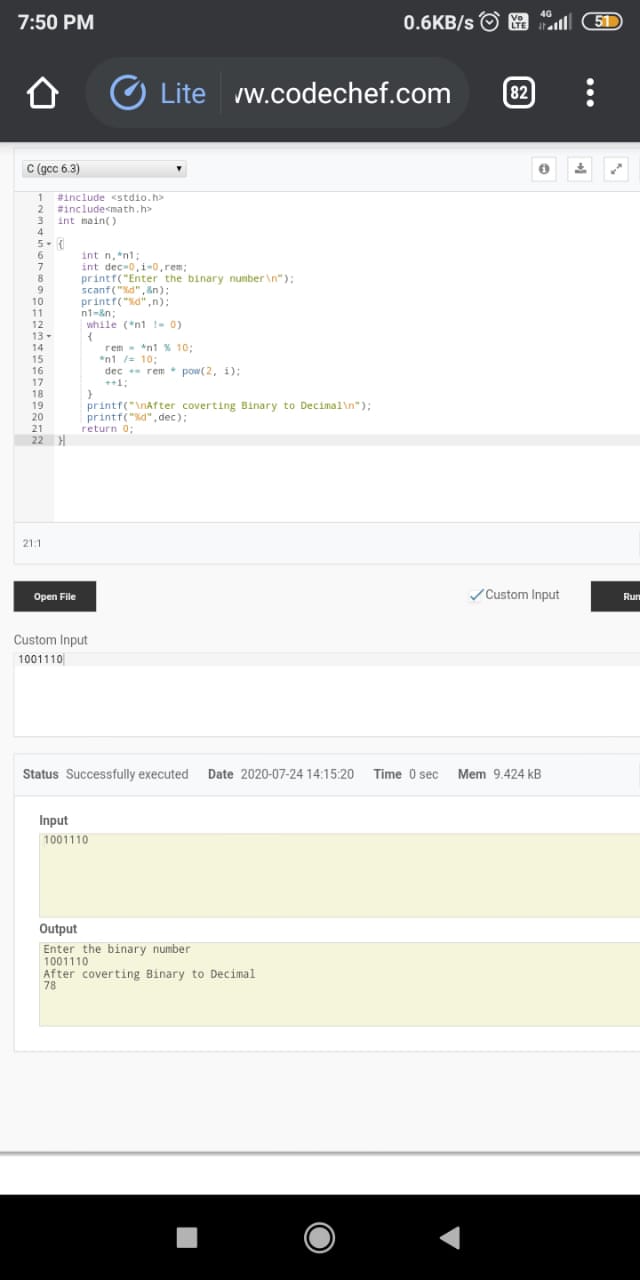 7:50 PM 0.6KB/s Vo LTE 4G 51
Lite vw.codechef.com 82
C (gcc 6.3)
1 #include <stdio.h>
2 #include<math.h>
3 int main()
4
5 {
6 int n,*n1;
7 int dec=0,i=0,rem;
8 printf("Enter the binary number\n");
9 scanf("%d",&n);
10 printf("%d",n);
11 n1=&n;
12 while (*n1 != 0)
13 {
14 rem = *n1 % 10;
15 *n1 /= 10;
16 dec += rem * pow(2, i);
17 ++i;
18 }
19 printf("\nAfter coverting Binary to Decimal\n");
20 printf("%d",dec);
21 return 0;
22 }
21:1
Open File Custom Input Run
Custom Input
1001110
Status Successfully executed Date 2020-07-24 14:15:20 Time 0 sec Mem 9.424 kB
Input
1001110
Output
Enter the binary number
1001110
After coverting Binary to Decimal
78